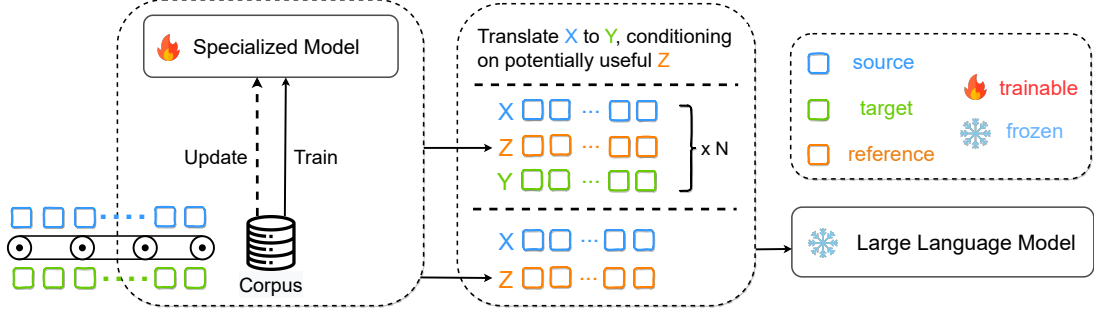 Specialized Model
Update
Train
Corpus
Translate X to Y, conditioning
on potentially useful Z
X ...
Z ...
Y ...
x N
X ...
Z ...
source
target
reference
trainable
frozen
Large Language Model